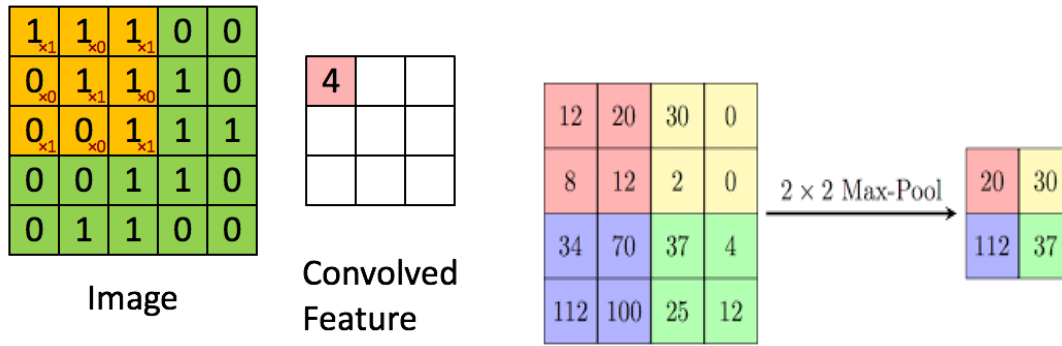 1×1 1×0 1×1 0 0
0×0 1×1 1×0 1 0
0×1 0×0 1×1 1 1
0 0 1 1 0
0 1 1 0 0
Image
4
Convolved
Feature
12 20 30 0
8 12 2 0
34 70 37 4
112 100 25 12
2 × 2 Max-Pool
20 30
112 37